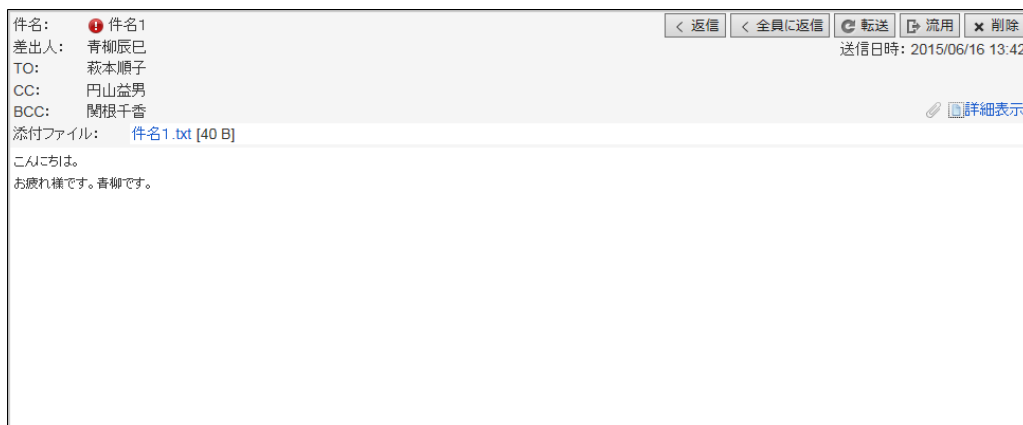 件名: 件名1 < 返信 < 全員に返信 転送 流用 × 削除
差出人: 青柳辰巳 送信日時: 2015/06/16 13:42
TO: 萩本順子
CC: 円山益男
BCC: 関根千香 詳細表示
添付ファイル: 件名1.txt [40 B]
こんにちは。
お疲れ様です。青柳です。